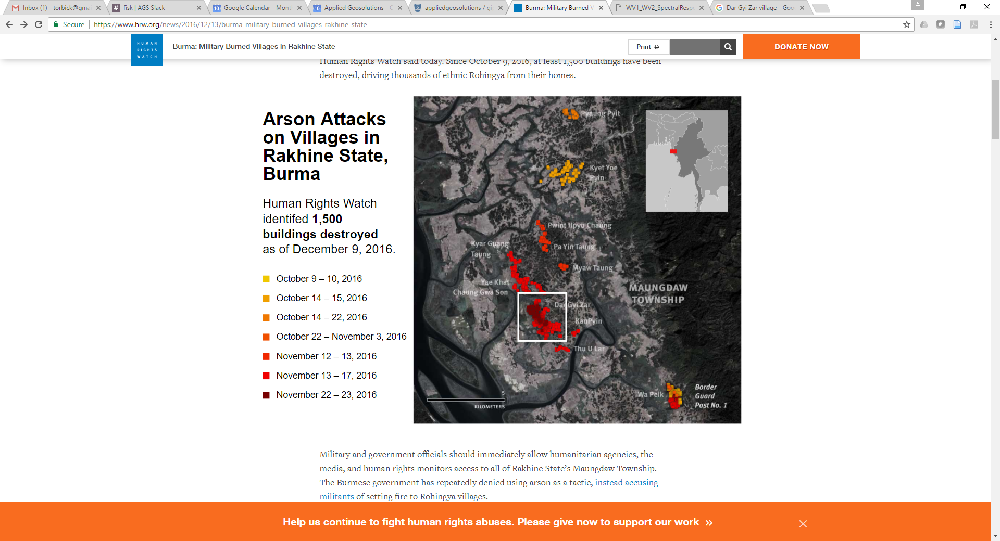 Inbox (1) - torbick@gma
fisk | AGS Slack
Google Calendar - Mont
Applied Geosolutions - C
appliedgeosolutions / gi
Burma: Military Burned V
WV1_WV2_SpectralResp
Dar Gyi Zar village - Goo
Secure
https://www.hrw.org/news/2016/12/13/burma-military-burned-villages-rakhine-state
HUMAN
RIGHTS
WATCH
Burma: Military Burned Villages in Rakhine State
Print
DONATE NOW
Human Rights Watch said today. Since October 9, 2016, at least 1,500 buildings have been
destroyed, driving thousands of ethnic Rohingya from their homes.
Arson Attacks
on Villages in
Rakhine State,
Burma
Human Rights Watch
identifed 1,500
buildings destroyed
as of December 9, 2016.
October 9 – 10, 2016
October 14 – 15, 2016
October 14 – 22, 2016
October 22 – November 3, 2016
November 12 – 13, 2016
November 13 – 17, 2016
November 22 – 23, 2016
Pyaung Pyit
Kyet Yoe
Pyin
Pwint Hpyu Chaung
Kyar Guang
Taung
Pa Yin Taung
Myaw Taung
Yae Khat
Chaung Gwa Son
MAUNGDAW
TOWNSHIP
Dar Gyi Zar
KanPyin
Thu U Lar
Wa Peik
Border
Guard
Post No. 1
5
KILOMETERS
Military and government officials should immediately allow humanitarian agencies, the
media, and human rights monitors access to all of Rakhine State's Maungdaw Township.
The Burmese government has repeatedly denied using arson as a tactic, instead accusing
militants of setting fire to Rohingya villages.
Help us continue to fight human rights abuses. Please give now to support our work »